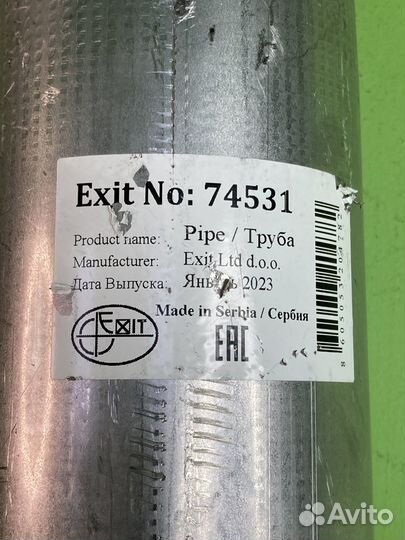 Exit No: 74531
Product name: Pipe / Труба
Manufacturer: Exit Ltd d.o.o.
Дата Выпуска: 2023
Made in Serbia / Сербия
EXIT
EAC
Avito